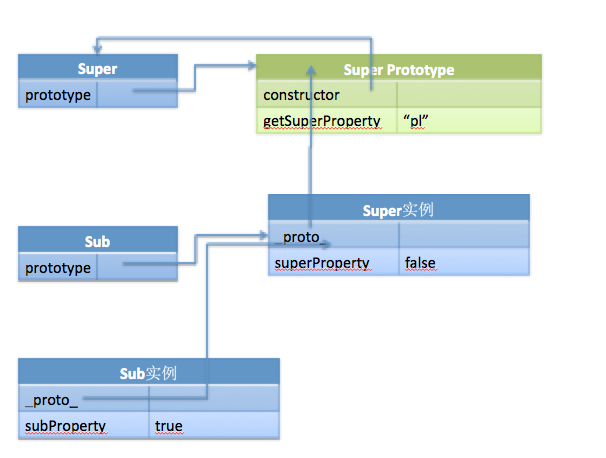 Super
prototype
Super Prototype
constructor
getSuperProperty “pl”
Super实例
_proto_
superProperty false
Sub
prototype
Sub实例
_proto_
subProperty true